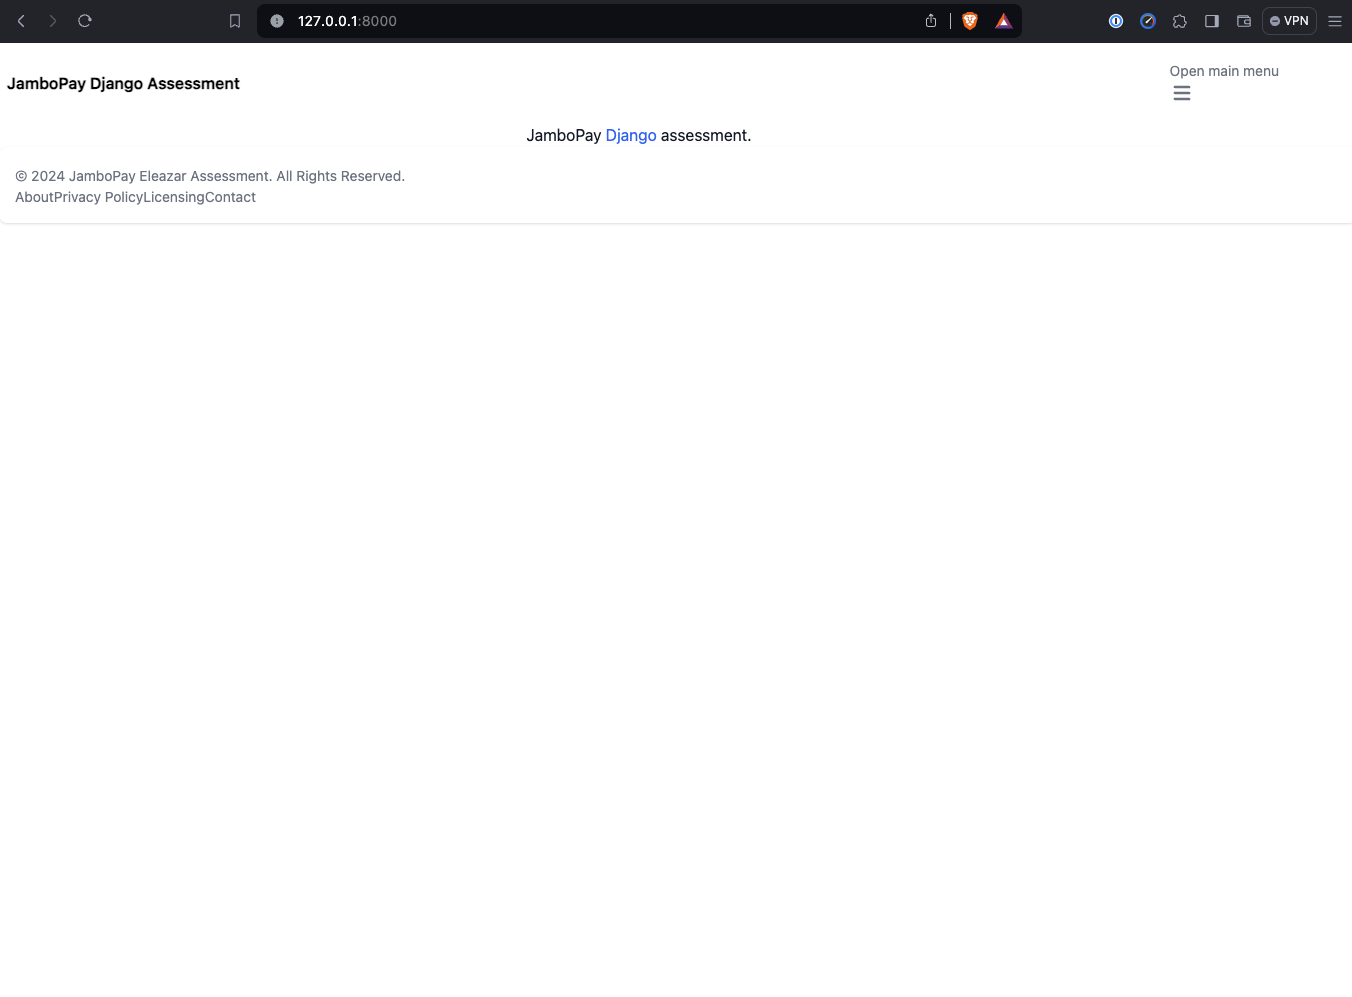 127.0.0.1:8000
VPN
JamboPay Django Assessment
Open main menu
JamboPay Django assessment.
© 2024 JamboPay Eleazar Assessment. All Rights Reserved.
AboutPrivacy PolicyLicensingContact